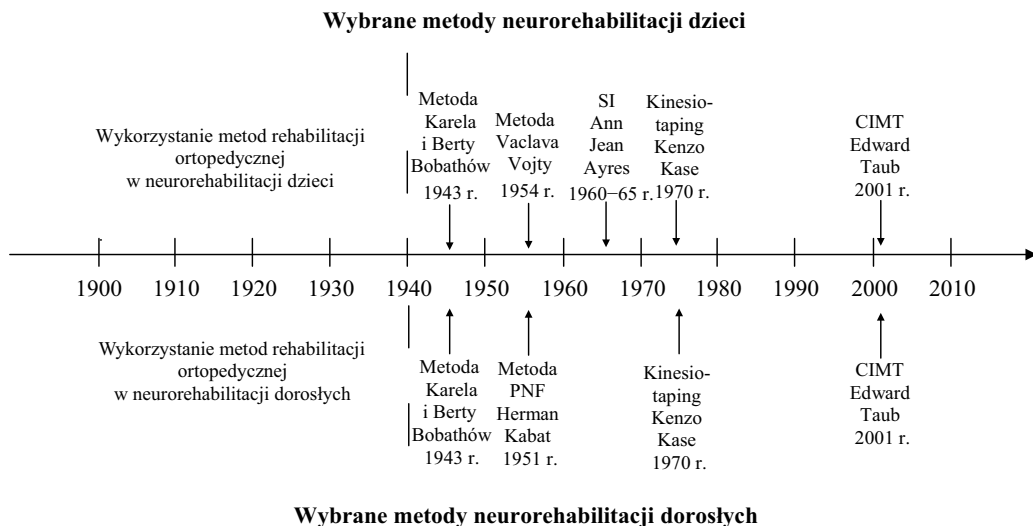 Wybrane metody neurorehabilitacji dzieci
Wykorzystanie metod rehabilitacji
ortopedycznej
w neurorehabilitacji dzieci
Metoda
Karela
i Berty
Bobathów
1943 r.
Metoda
Vaclava
Vojty
1954 r.
SI
Ann
Jean
Ayres
1960−65 r.
Kinesio-
taping
Kenzo
Kase
1970 r.
CIMT
Edward
Taub
2001 r.
1900 1910 1920 1930 1940 1950 1960 1970 1980 1990 2000 2010
Wykorzystanie metod rehabilitacji
ortopedycznej
w neurorehabilitacji dorosłych
Metoda
Karela
i Berty
Bobathów
1943 r.
Metoda
PNF
Herman
Kabat
1951 r.
Kinesio-
taping
Kenzo
Kase
1970 r.
CIMT
Edward
Taub
2001 r.
Wybrane metody neurorehabilitacji dorosłych